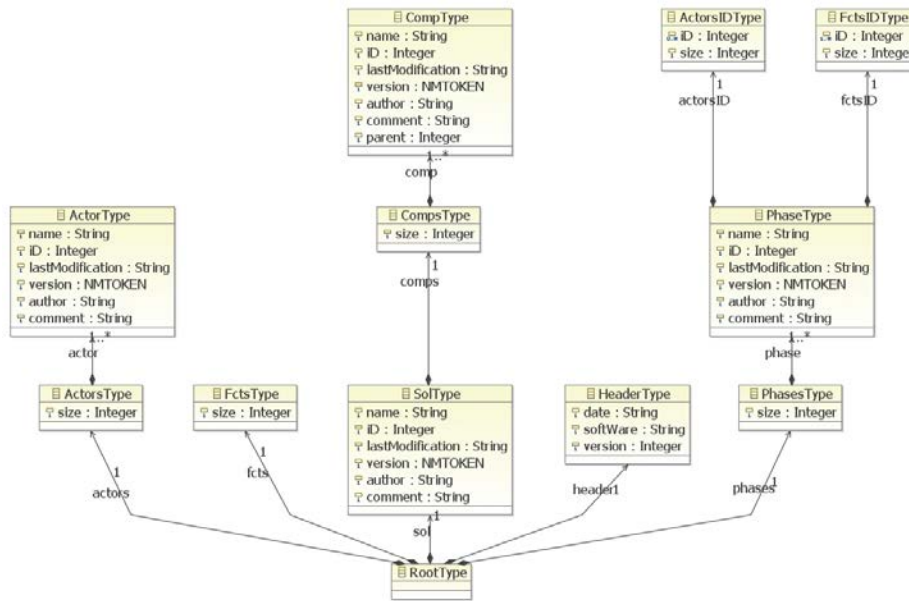 CompType
name : String
iD : Integer
lastModification : String
version : NMTOKEN
author : String
comment : String
parent : Integer
1..*
comp
ActorsIDType
iD : Integer
size : Integer
1
actorsID
FctsIDType
iD : Integer
size : Integer
1
fctsID
ActorType
name : String
iD : Integer
lastModification : String
version : NMTOKEN
author : String
comment : String
1..*
actor
CompsType
size : Integer
1
comps
PhaseType
name : String
iD : Integer
lastModification : String
version : NMTOKEN
author : String
comment : String
1..*
phase
ActorsType
size : Integer
1
actors
FctsType
size : Integer
1
fcts
SolType
name : String
iD : Integer
lastModification : String
version : NMTOKEN
author : String
comment : String
1
sol
HeaderType
date : String
softWare : String
version : Integer
header1
PhasesType
size : Integer
phases1
RootType